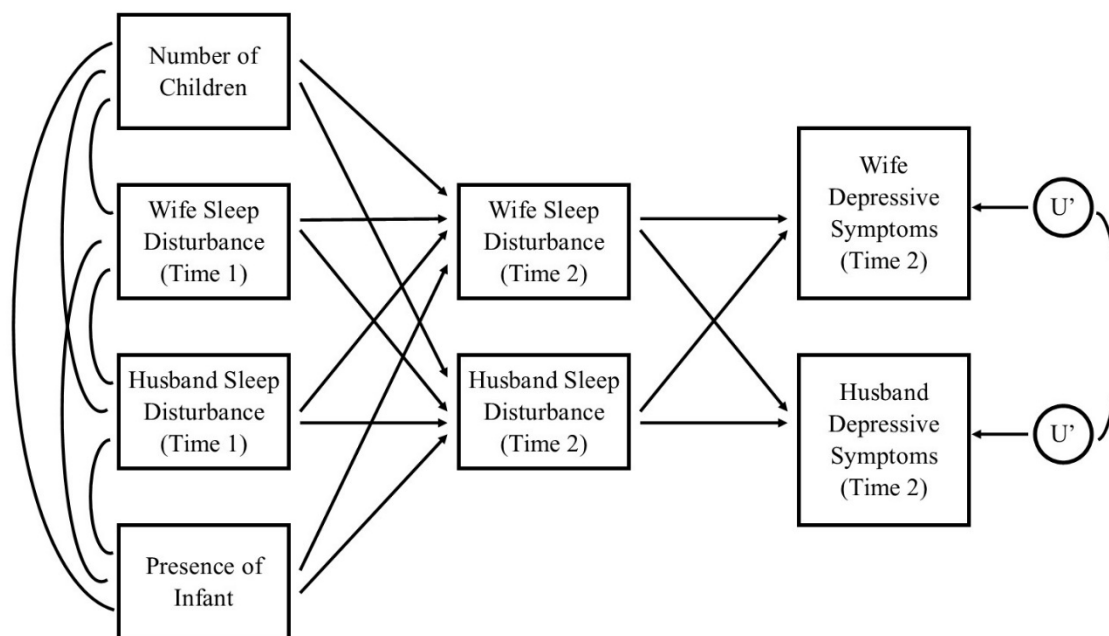 Number of
Children
Wife Sleep
Disturbance
(Time 1)
Husband Sleep
Disturbance
(Time 1)
Presence of
Infant
Wife Sleep
Disturbance
(Time 2)
Husband Sleep
Disturbance
(Time 2)
Wife
Depressive
Symptoms
(Time 2)
Husband
Depressive
Symptoms
(Time 2)
U’
U’